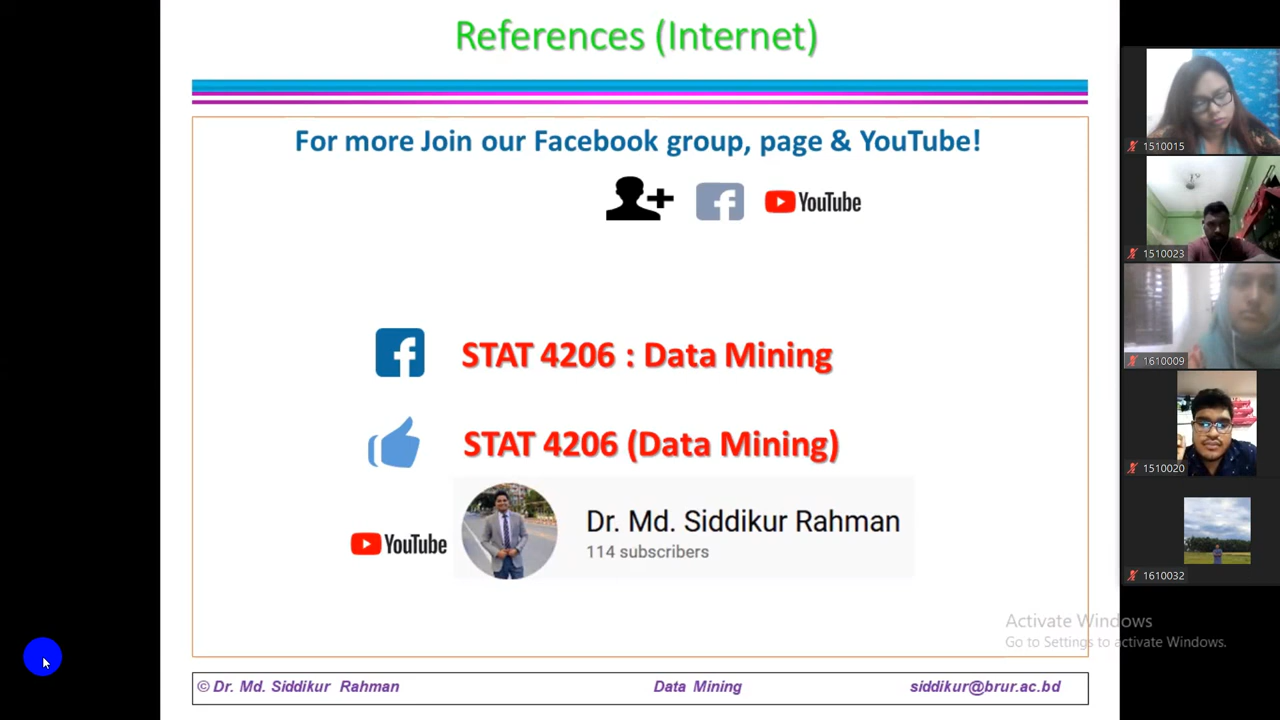 References (Internet)
For more Join our Facebook group, page & YouTube!
YouTube
STAT 4206 : Data Mining
STAT 4206 (Data Mining)
YouTube
Dr. Md. Siddikur Rahman
114 subscribers
© Dr. Md. Siddikur Rahman Data Mining siddikur@brur.ac.bd
Activate Windows
Go to Settings to activate Windows.
1510015
1510023
1610009
1510020
1610032